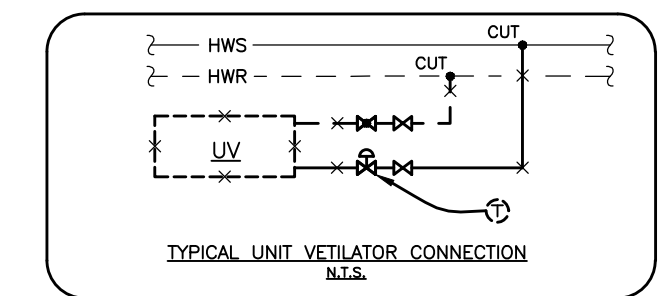 CUT
HWS
CUT
HWR
UV
T
TYPICAL UNIT VETILATOR CONNECTION
N.T.S.